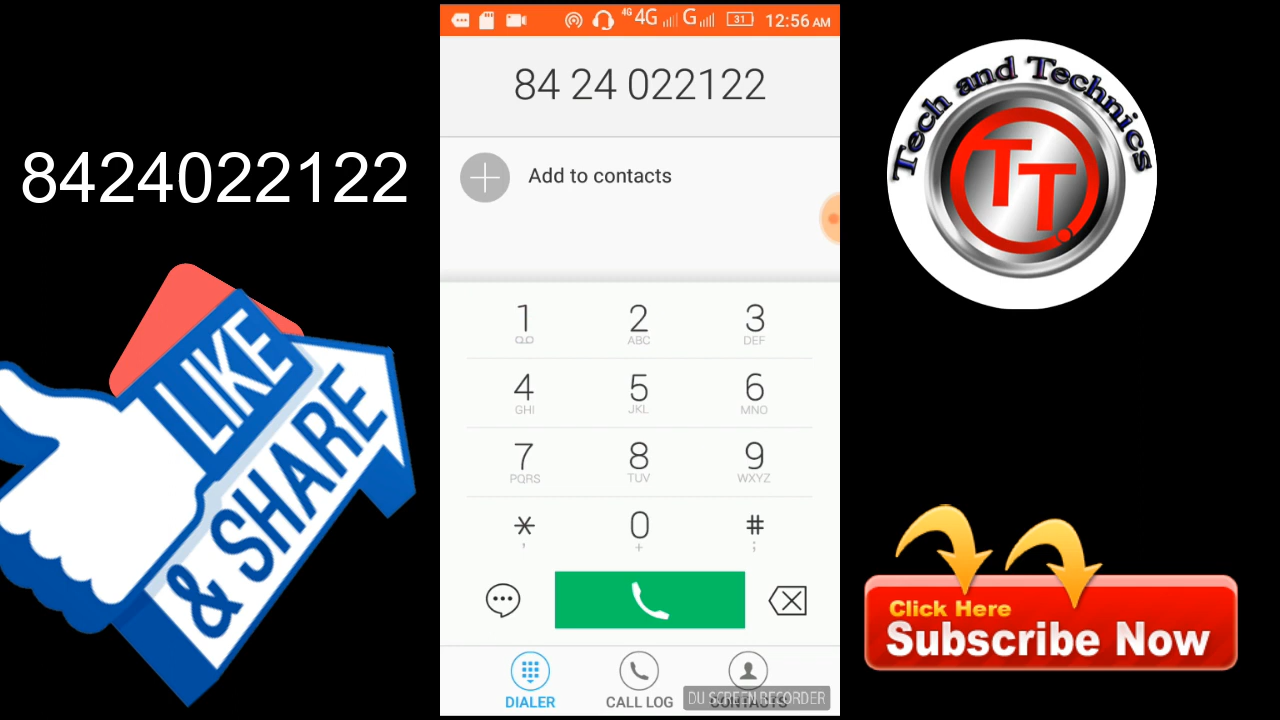 4G 4G G 31 12:56 AM
84 24 022122
8424022122
Add to contacts
Tech and Technics
TT
LIKE
& SHARE
1 2 3
ABC DEF
4 5 6
GHI JKL MNO
7 8 9
PQRS TUV WXYZ
* 0 #
, + ;
Click Here
Subscribe Now
DIALER CALL LOG CONTACTS
DU SCREEN RECORDER